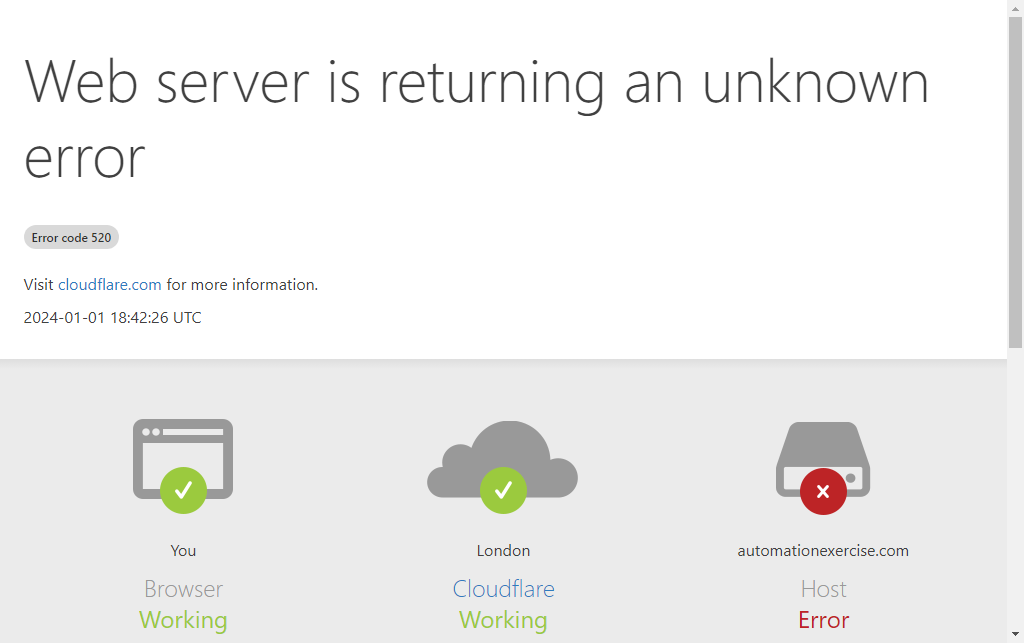 Web server is returning an unknown
error
Error code 520
Visit cloudflare.com for more information.
2024-01-01 18:42:26 UTC
You
Browser
Working
London
Cloudflare
Working
automationexercise.com
Host
Error